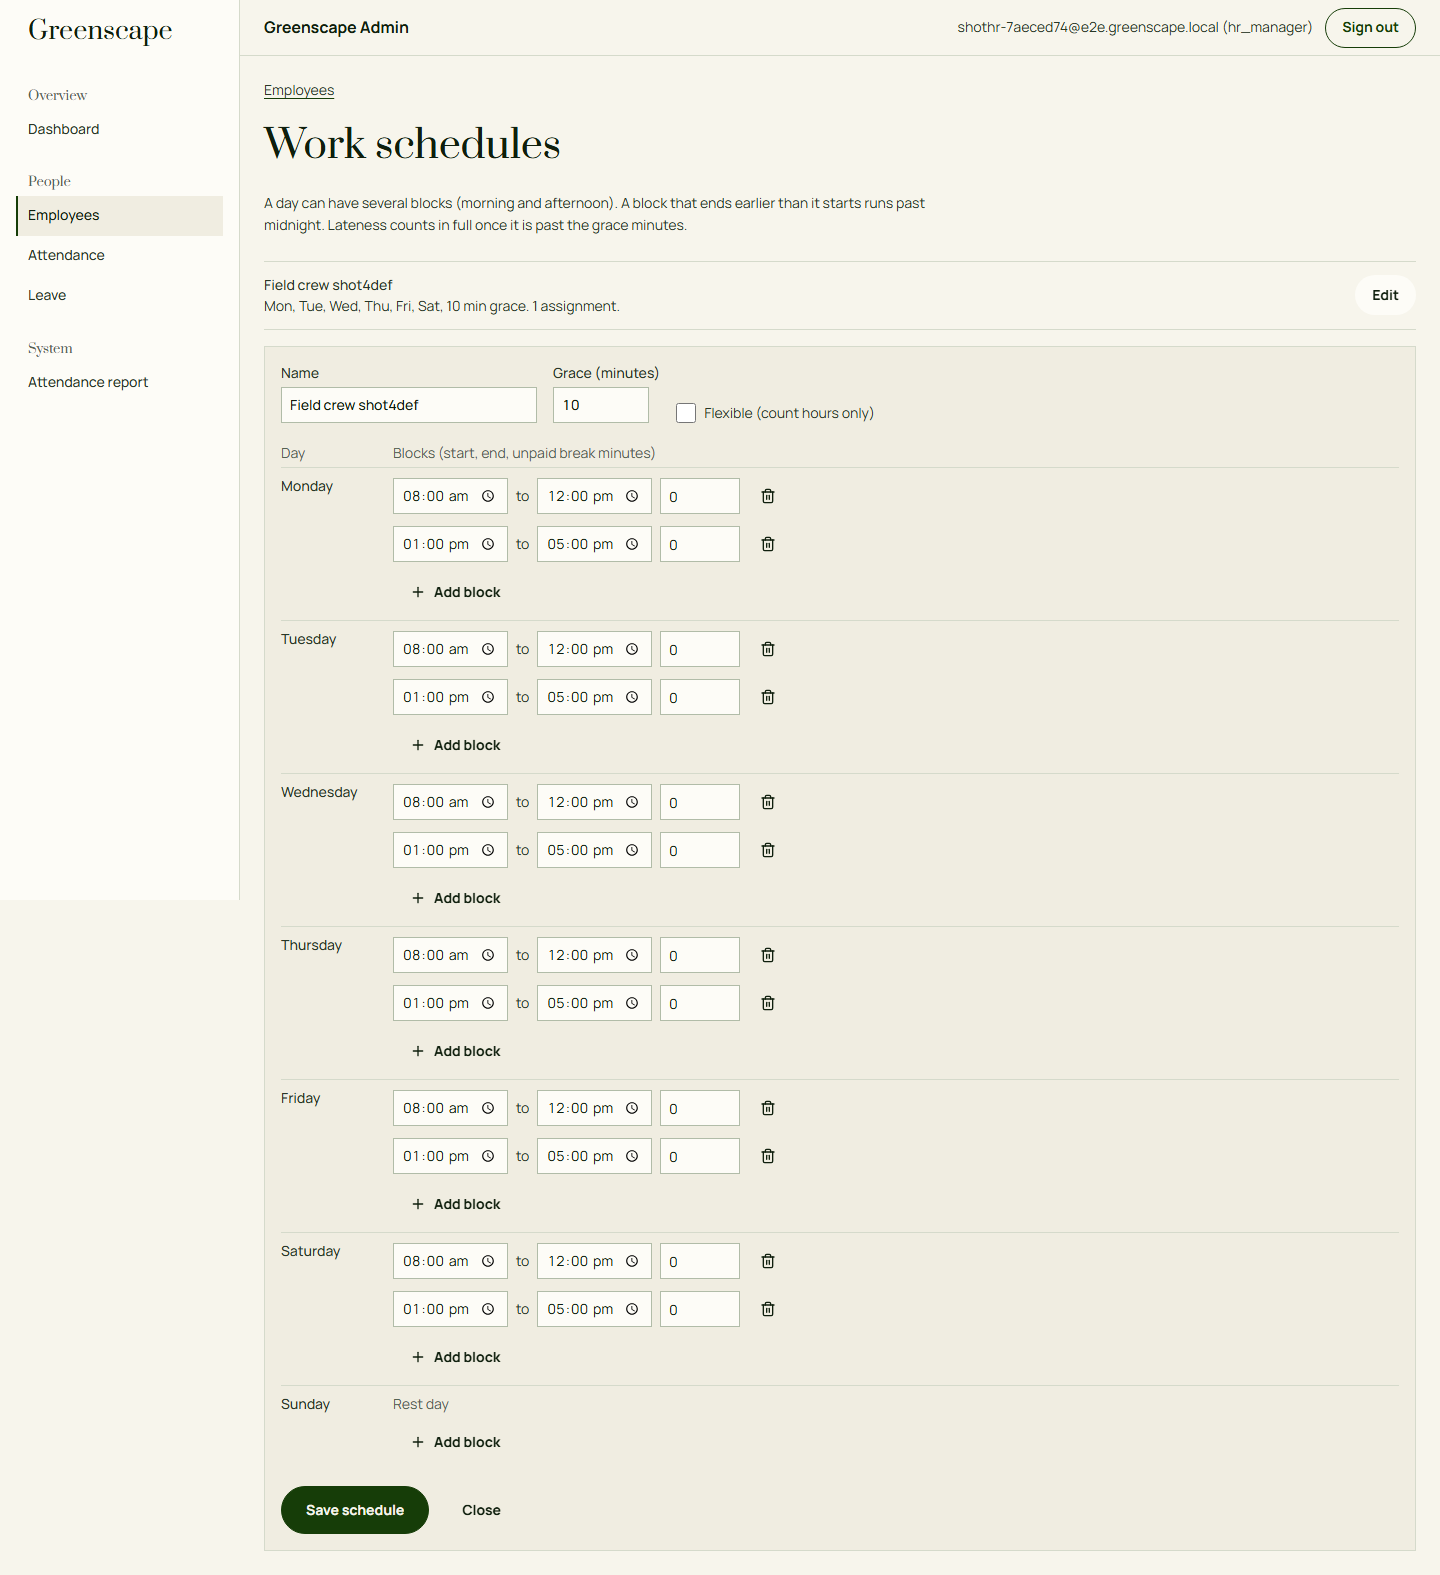 Greenscape
Greenscape Admin
shothr-7aeced74@e2e.greenscape.local (hr_manager)
Sign out
Overview
Dashboard
People
Employees
Attendance
Leave
System
Attendance report
Employees
Work schedules
A day can have several blocks (morning and afternoon). A block that ends earlier than it starts runs past
midnight. Lateness counts in full once it is past the grace minutes.
Field crew shot4def
Mon, Tue, Wed, Thu, Fri, Sat, 10 min grace. 1 assignment.
Edit
Name
Grace (minutes)
Field crew shot4def
10
Flexible (count hours only)
Day
Blocks (start, end, unpaid break minutes)
Monday
08:00 am to 12:00 pm 0
01:00 pm to 05:00 pm 0
+ Add block
Tuesday
08:00 am to 12:00 pm 0
01:00 pm to 05:00 pm 0
+ Add block
Wednesday
08:00 am to 12:00 pm 0
01:00 pm to 05:00 pm 0
+ Add block
Thursday
08:00 am to 12:00 pm 0
01:00 pm to 05:00 pm 0
+ Add block
Friday
08:00 am to 12:00 pm 0
01:00 pm to 05:00 pm 0
+ Add block
Saturday
08:00 am to 12:00 pm 0
01:00 pm to 05:00 pm 0
+ Add block
Sunday
Rest day
+ Add block
Save schedule
Close